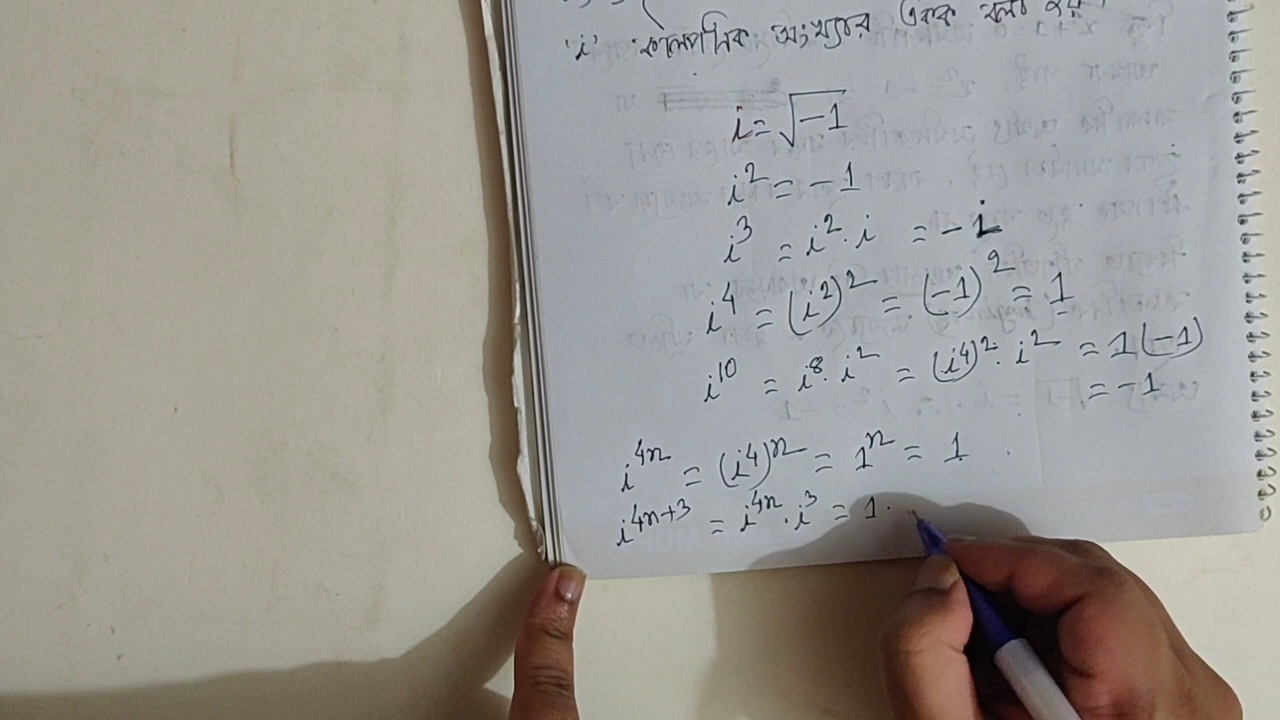 'i' কাল্পনিক সংখ্যার একক বলা হয়।
i = √-1
i² = -1
i³ = i² · i = -i
i⁴ = (i²)² = (-1)² = 1
i¹⁰ = i⁸ · i² = (i⁴)² · i² = 1(-1)
= -1
i⁴ⁿ = (i⁴)ⁿ = 1ⁿ = 1
i⁴ⁿ⁺³ = i⁴ⁿ · i³ = 1 ·